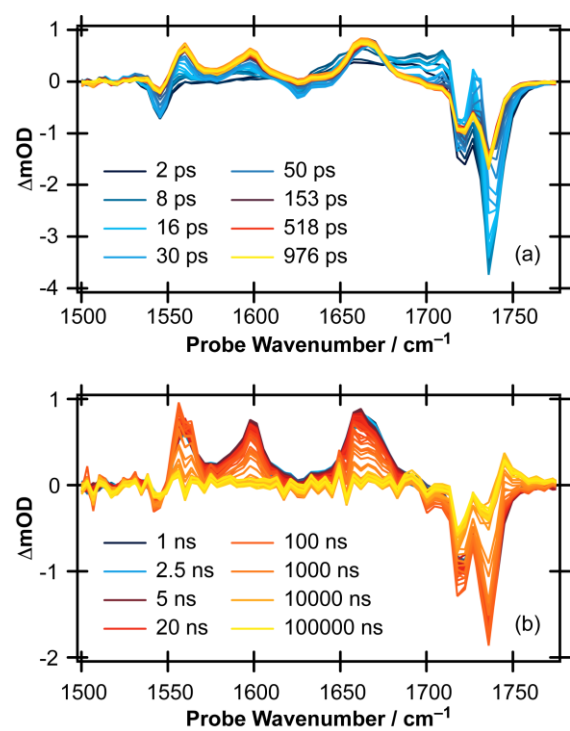 1
0
-1
-2
-3
-4
ΔmOD
2 ps 50 ps
8 ps 153 ps
16 ps 518 ps
30 ps 976 ps
(a)
1500 1550 1600 1650 1700 1750
Probe Wavenumber / cm⁻¹
1
0
-1
-2
ΔmOD
1 ns 100 ns
2.5 ns 1000 ns
5 ns 10000 ns
20 ns 100000 ns
(b)
1500 1550 1600 1650 1700 1750
Probe Wavenumber / cm⁻¹